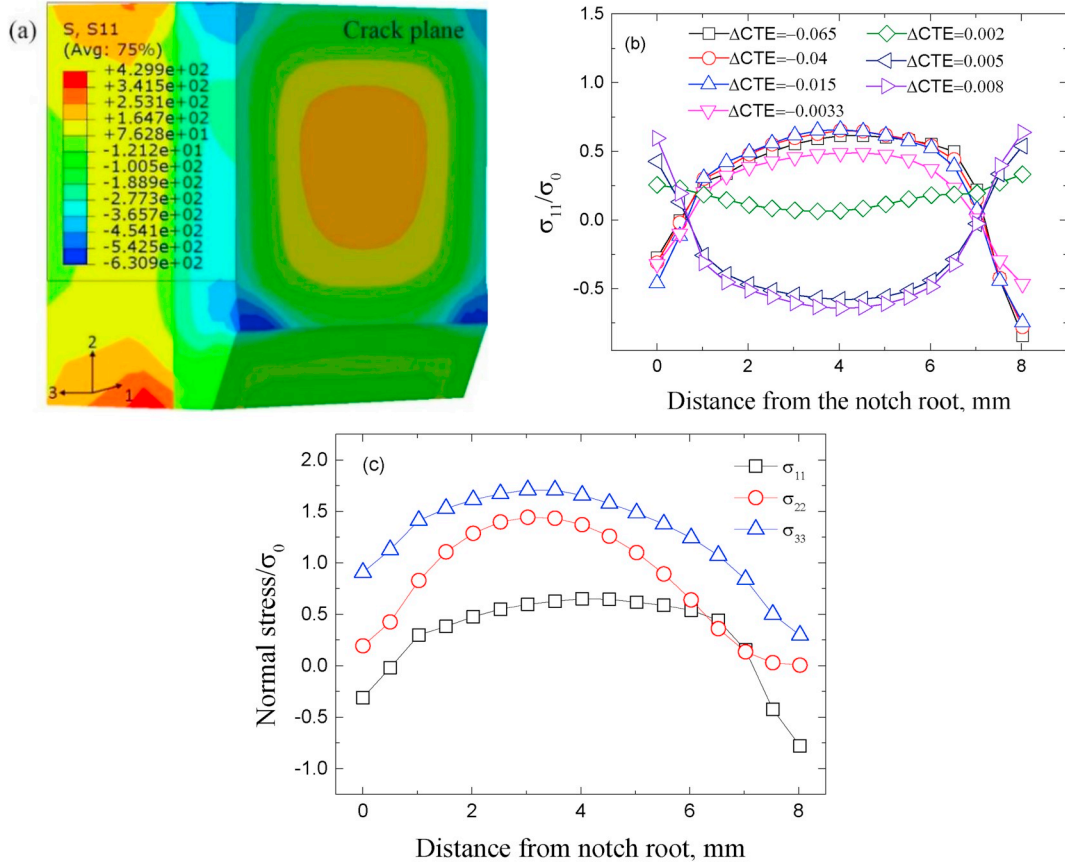 (a)
Crack plane
S, S11
(Avg: 75%)
+4.299e+02
+3.415e+02
+2.531e+02
+1.647e+02
+7.628e+01
-1.212e+01
-1.005e+02
-1.889e+02
-2.773e+02
-3.657e+02
-4.541e+02
-5.425e+02
-6.309e+02
2
3
1
(b)
ΔCTE=-0.065
ΔCTE=-0.04
ΔCTE=-0.015
ΔCTE=-0.0033
ΔCTE=0.002
ΔCTE=0.005
ΔCTE=0.008
1.5
1.0
0.5
0.0
-0.5
σ₁₁/σ₀
0 1 2 3 4 5 6 7 8
Distance from the notch root, mm
(c)
σ₁₁
σ₂₂
σ₃₃
2.0
1.5
1.0
0.5
0.0
-0.5
-1.0
Normal stress/σ₀
0 2 4 6 8
Distance from notch root, mm